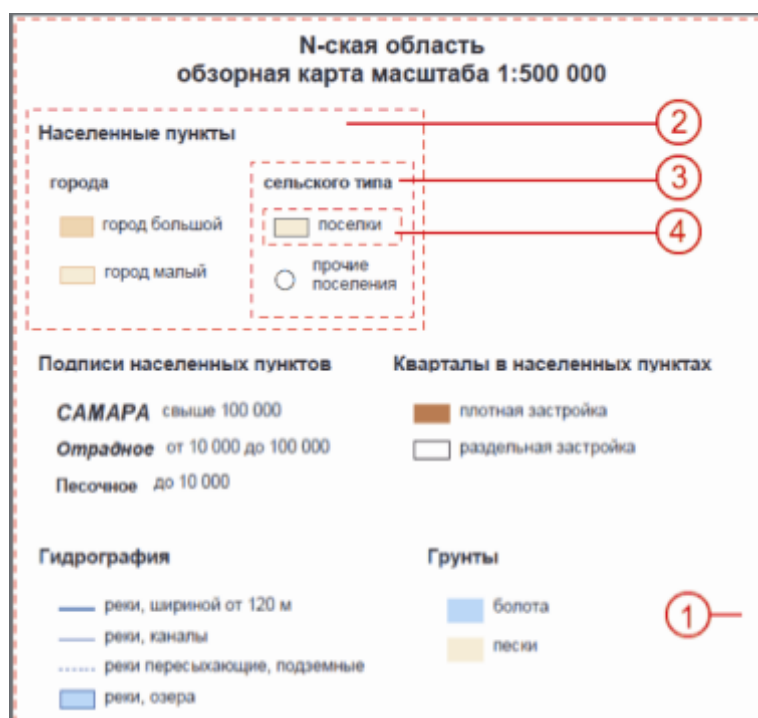 N-ская область
обзорная карта масштаба 1:500 000
2
Населенные пункты
города
сельского типа
3
город большой
поселки
4
город малый
прочие
поселения
Подписи населенных пунктов
Кварталы в населенных пунктах
САМАРА свыше 100 000
плотная застройка
Отрадное от 10 000 до 100 000
раздельная застройка
Песочное до 10 000
Гидрография
Грунты
реки, шириной от 120 м
болота
1
реки, каналы
пески
реки пересыхающие, подземные
реки, озера